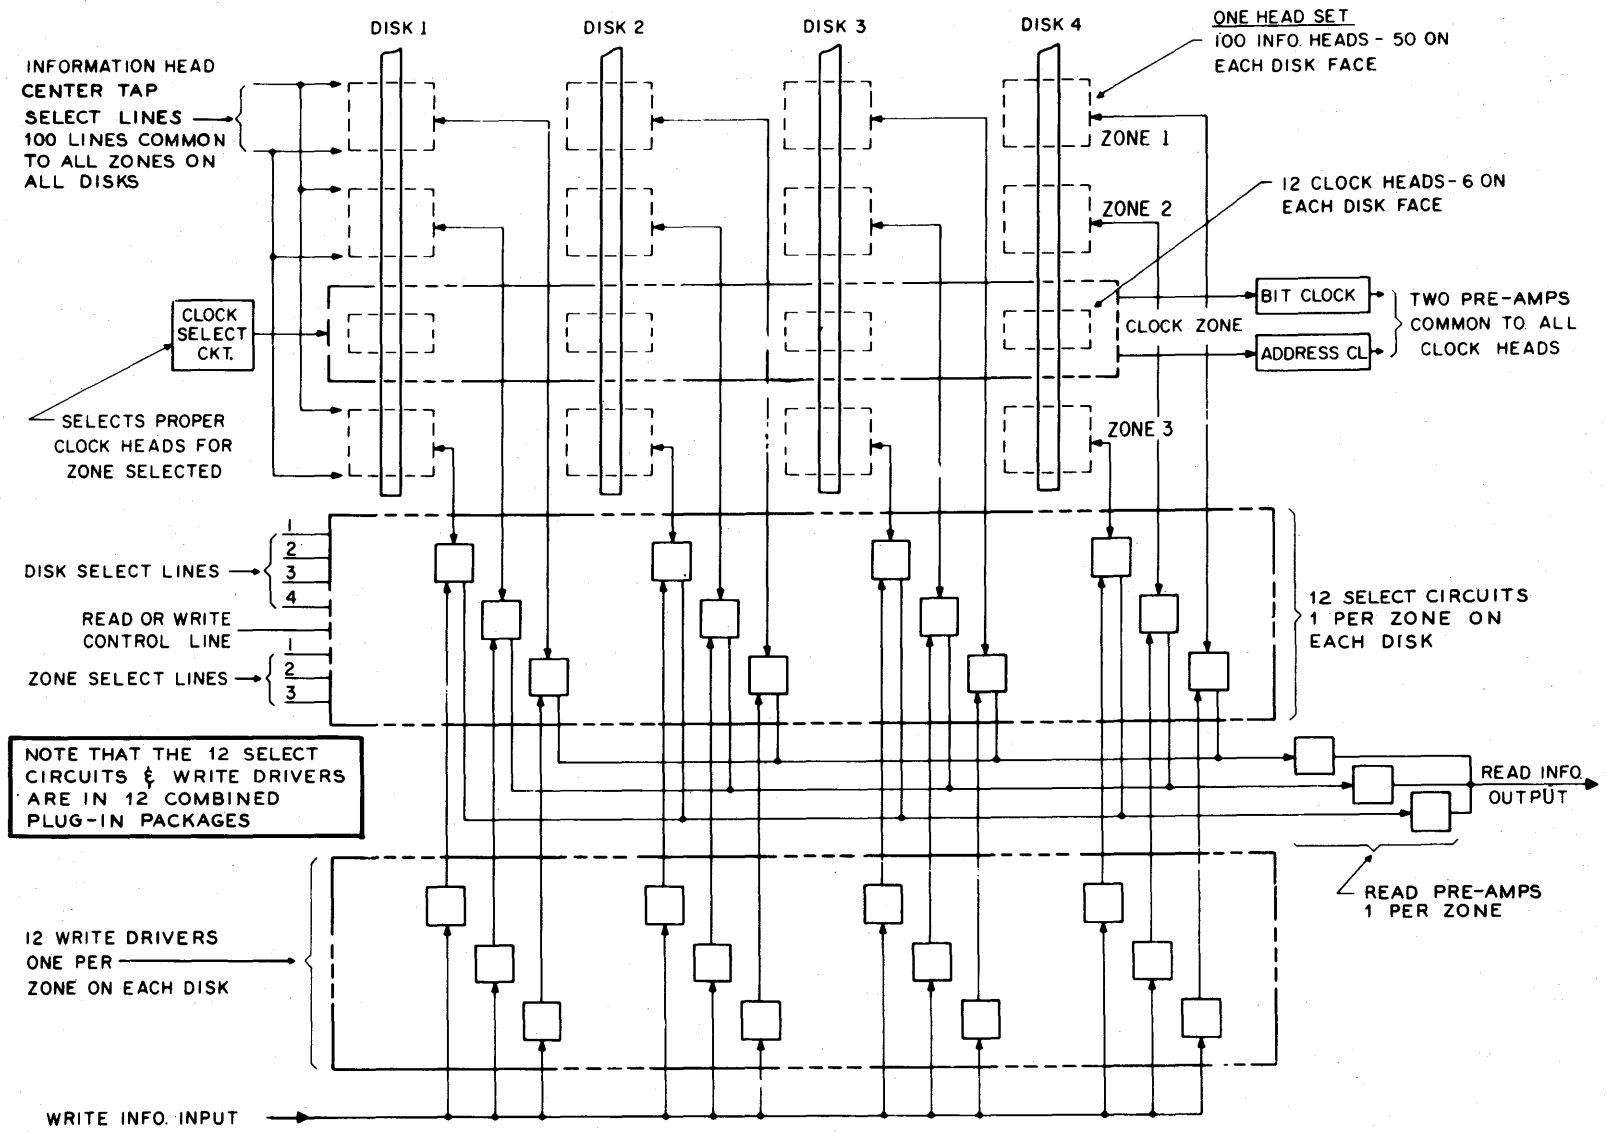 DISK 1
DISK 2
DISK 3
DISK 4
ONE HEAD SET
100 INFO. HEADS - 50 ON
EACH DISK FACE
INFORMATION HEAD
CENTER TAP
SELECT LINES
100 LINES COMMON
TO ALL ZONES ON
ALL DISKS
ZONE 1
12 CLOCK HEADS - 6 ON
EACH DISK FACE
ZONE 2
CLOCK
SELECT
CKT.
BIT CLOCK
CLOCK ZONE
ADDRESS CL
TWO PRE-AMPS
COMMON TO ALL
CLOCK HEADS
SELECTS PROPER
CLOCK HEADS FOR
ZONE SELECTED
ZONE 3
DISK SELECT LINES
1
2
3
4
READ OR WRITE
CONTROL LINE
ZONE SELECT LINES
1
2
3
12 SELECT CIRCUITS
1 PER ZONE ON
EACH DISK
NOTE THAT THE 12 SELECT
CIRCUITS & WRITE DRIVERS
ARE IN 12 COMBINED
PLUG-IN PACKAGES
READ INFO.
OUTPUT
READ PRE-AMPS
1 PER ZONE
12 WRITE DRIVERS
ONE PER
ZONE ON EACH DISK
WRITE INFO. INPUT